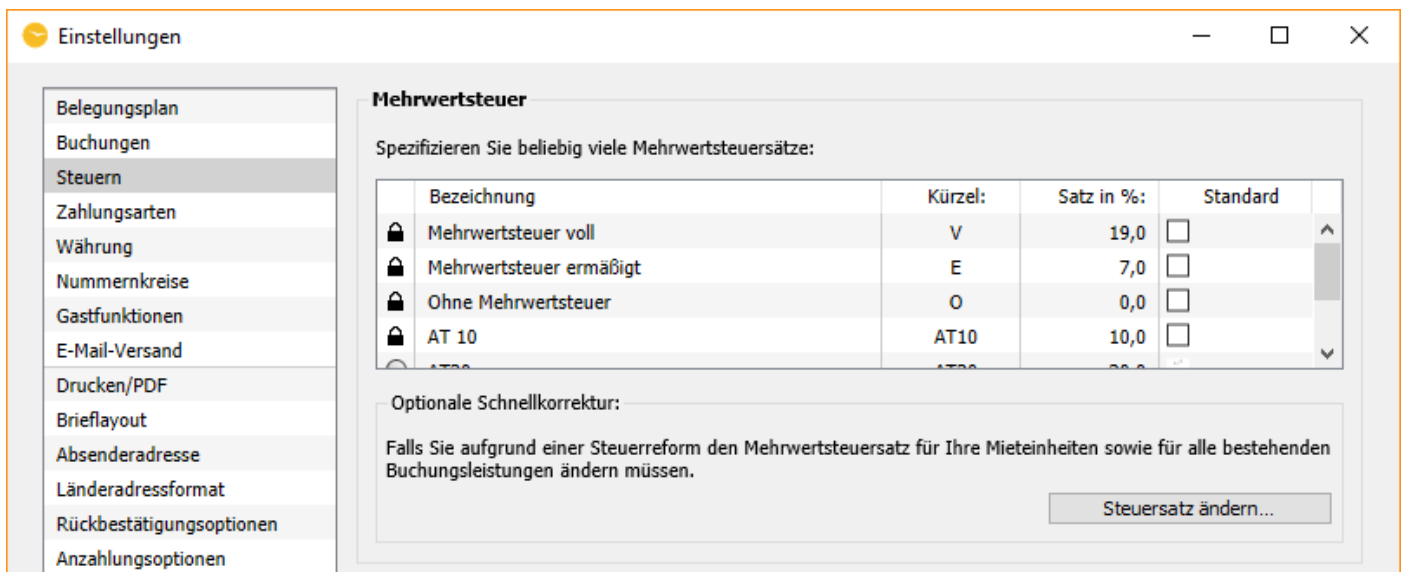 Einstellungen
Belegungsplan
Buchungen
Steuern
Zahlungsarten
Währung
Nummernkreise
Gastfunktionen
E-Mail-Versand
Drucken/PDF
Brieflayout
Absenderadresse
Länderadressformat
Rückbestätigungsoptionen
Anzahlungsoptionen
Mehrwertsteuer
Spezifizieren Sie beliebig viele Mehrwertsteuersätze:
Bezeichnung Kürzel: Satz in %: Standard
Mehrwertsteuer voll V 19,0
Mehrwertsteuer ermäßigt E 7,0
Ohne Mehrwertsteuer O 0,0
AT 10 AT10 10,0
Optionale Schnellkorrektur:
Falls Sie aufgrund einer Steuerreform den Mehrwertsteuersatz für Ihre Mieteinheiten sowie für alle bestehenden
Buchungsleistungen ändern müssen.
Steuersatz ändern...